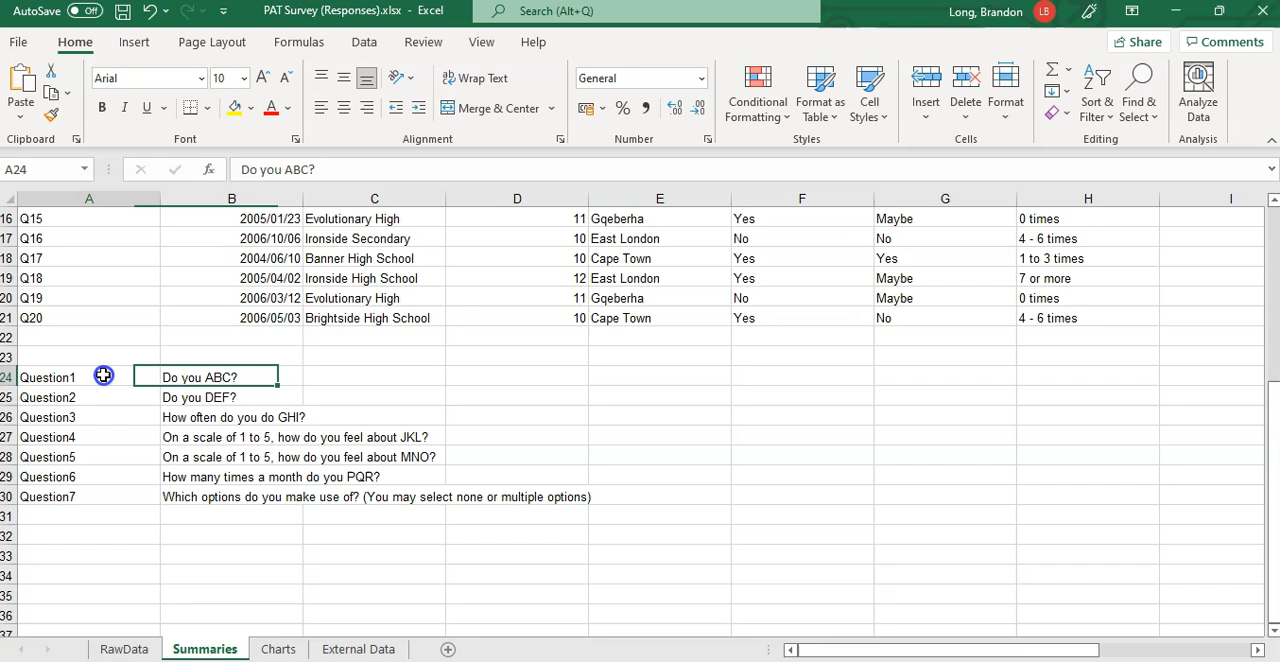 AutoSave Off PAT Survey (Responses).xlsx - Excel Search (Alt+Q) Long, Brandon LB
File Home Insert Page Layout Formulas Data Review View Help Share Comments
Arial 10 Wrap Text General
Paste B I U Merge & Center Conditional Formatting Format as Table Cell Styles Insert Delete Format Sort & Filter Find & Select Analyze Data
Clipboard Font Alignment Number Styles Cells Editing Analysis
A24 fx Do you ABC?
A B C D E F G H I
16 Q15 2005/01/23 Evolutionary High 11 Gqeberha Yes Maybe 0 times
17 Q16 2006/10/06 Ironside Secondary 10 East London No No 4 - 6 times
18 Q17 2004/06/10 Banner High School 10 Cape Town Yes Yes 1 to 3 times
19 Q18 2005/04/02 Ironside High School 12 East London Yes Maybe 7 or more
20 Q19 2006/03/12 Evolutionary High 11 Gqeberha No Maybe 0 times
21 Q20 2006/05/03 Brightside High School 10 Cape Town Yes No 4 - 6 times
22
23
24 Question1 Do you ABC?
25 Question2 Do you DEF?
26 Question3 How often do you do GHI?
27 Question4 On a scale of 1 to 5, how do you feel about JKL?
28 Question5 On a scale of 1 to 5, how do you feel about MNO?
29 Question6 How many times a month do you PQR?
30 Question7 Which options do you make use of? (You may select none or multiple options)
31
32
33
34
35
36
37
RawData Summaries Charts External Data